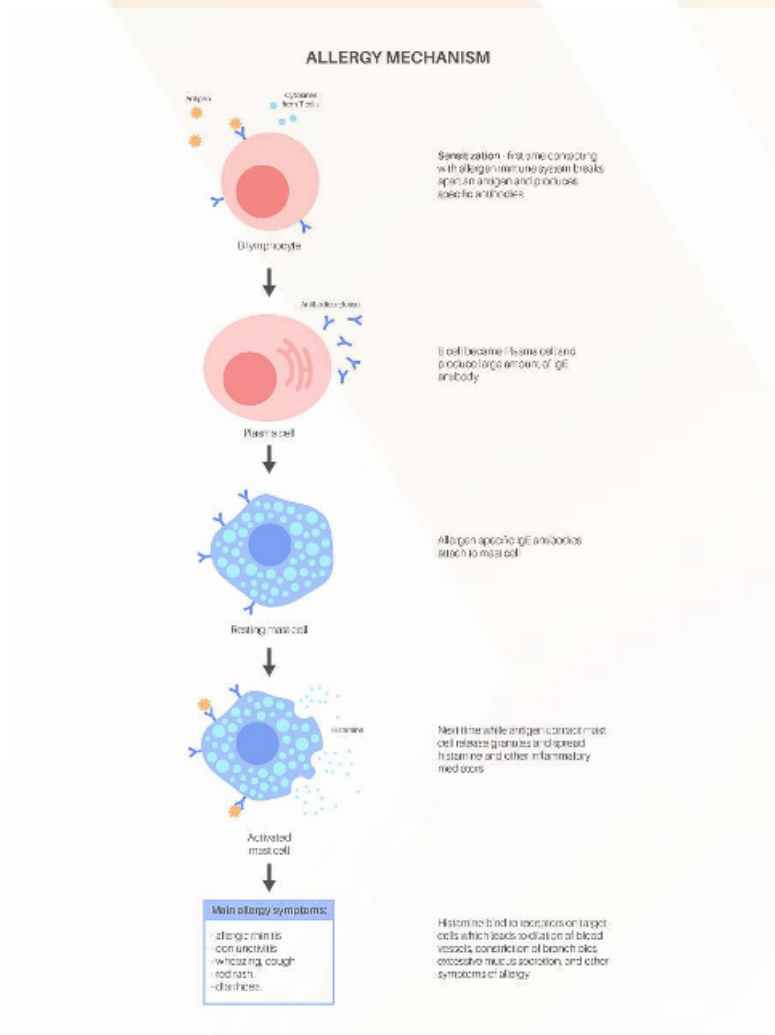 ALLERGY MECHANISM
Antigen
Cytokines
from T cells
Sensitization - first time contacting
with allergen immune system breaks
apart an antigen and produces
specific antibodies
B lymphocyte
Antibodies release
B cell became Plasma cell and
produce large amount of IgE
antibody
Plasma cell
Allergen specific IgE antibodies
attach to mast cell
Resting mast cell
Histamine
Next time while antigen contact mast
cell release granules and spread
histamine and other inflammatory
mediators
Activated
mast cell
Main allergy symptoms:
- allergic rhinitis
- conjunctivitis
- wheezing, cough
- red rash,
- diarrhoea.
Histamine bind to receptors on target
cells which leads to dilation of blood
vessels, constriction of bronchioles,
excessive mucus secretion, and other
symptoms of allergy